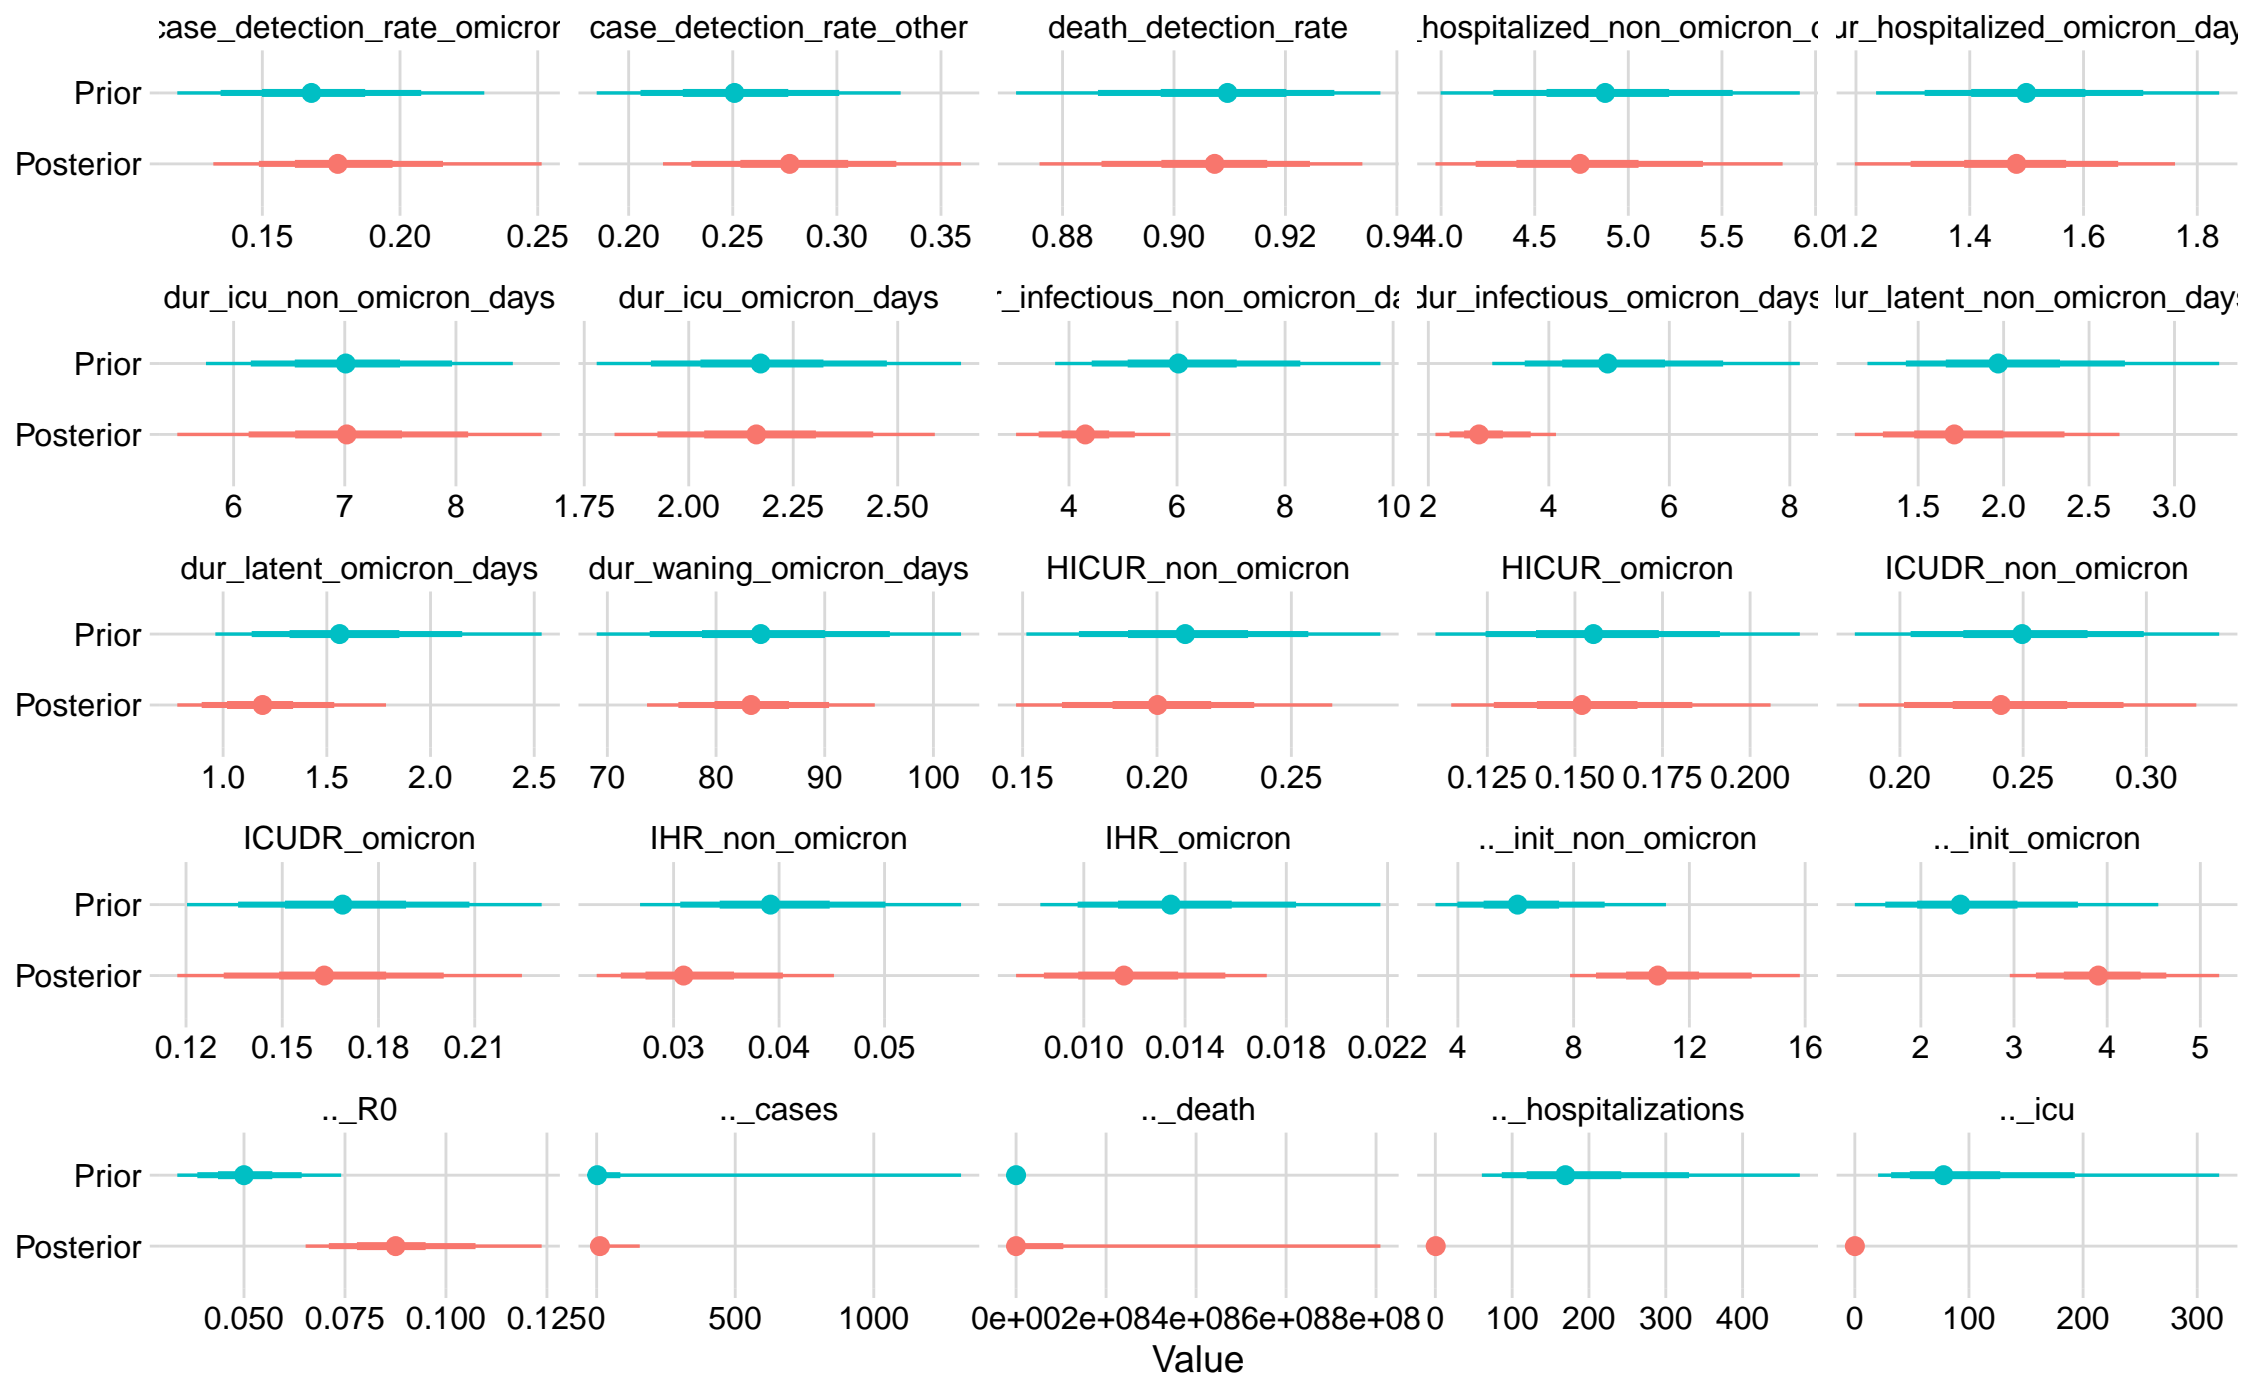 case_detection_rate_omicron case_detection_rate_other death_detection_rate _hospitalized_non_omicron_ ur_hospitalized_omicron_day
Prior
Posterior
0.15 0.20 0.25 0.20 0.25 0.30 0.35 0.88 0.90 0.92 0.94 4.0 4.5 5.0 5.5 6.0 1.2 1.4 1.6 1.8
dur_icu_non_omicron_days dur_icu_omicron_days r_infectious_non_omicron_da dur_infectious_omicron_days dur_latent_non_omicron_days
Prior
Posterior
6 7 8 1.75 2.00 2.25 2.50 4 6 8 10 2 4 6 8 1.5 2.0 2.5 3.0
dur_latent_omicron_days dur_waning_omicron_days HICUR_non_omicron HICUR_omicron ICUDR_non_omicron
Prior
Posterior
1.0 1.5 2.0 2.5 70 80 90 100 0.15 0.20 0.25 0.125 0.150 0.175 0.200 0.20 0.25 0.30
ICUDR_omicron IHR_non_omicron IHR_omicron .._init_non_omicron .._init_omicron
Prior
Posterior
0.12 0.15 0.18 0.21 0.03 0.04 0.05 0.010 0.014 0.018 0.022 4 8 12 16 2 3 4 5
.._R0 .._cases .._death .._hospitalizations .._icu
Prior
Posterior
0.050 0.075 0.100 0.125 0 500 1000 0e+00 2e+08 4e+08 6e+08 8e+08 0 100 200 300 400 0 100 200 300
Value